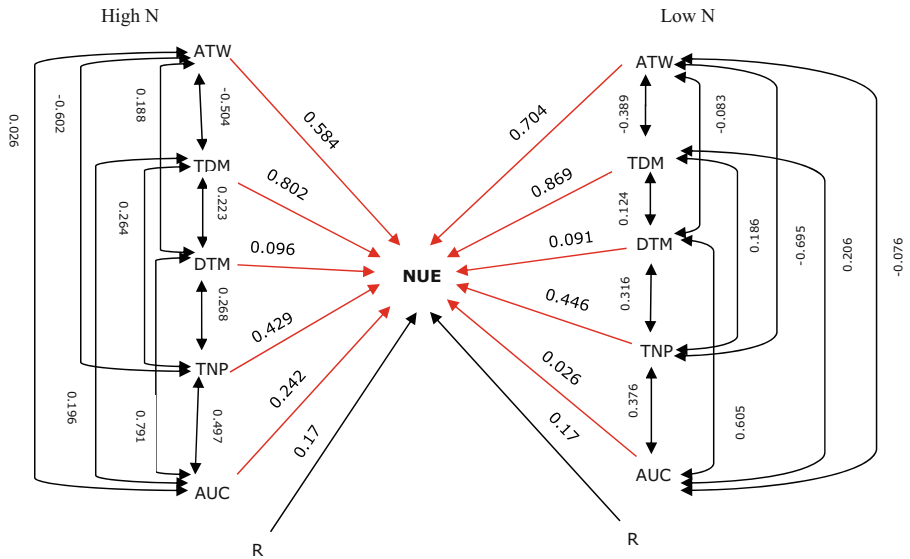 High N
Low N
ATW
TDM
DTM
TNP
AUC
R
0.026
-0.602
0.188
-0.504
0.264
0.223
0.268
0.196
0.791
0.497
0.584
0.802
0.096
0.429
0.242
0.17
NUE
ATW
TDM
DTM
TNP
AUC
R
0.704
0.869
0.091
0.446
0.026
0.17
-0.389
-0.083
0.124
0.186
-0.695
0.206
-0.076
0.316
0.376
0.605